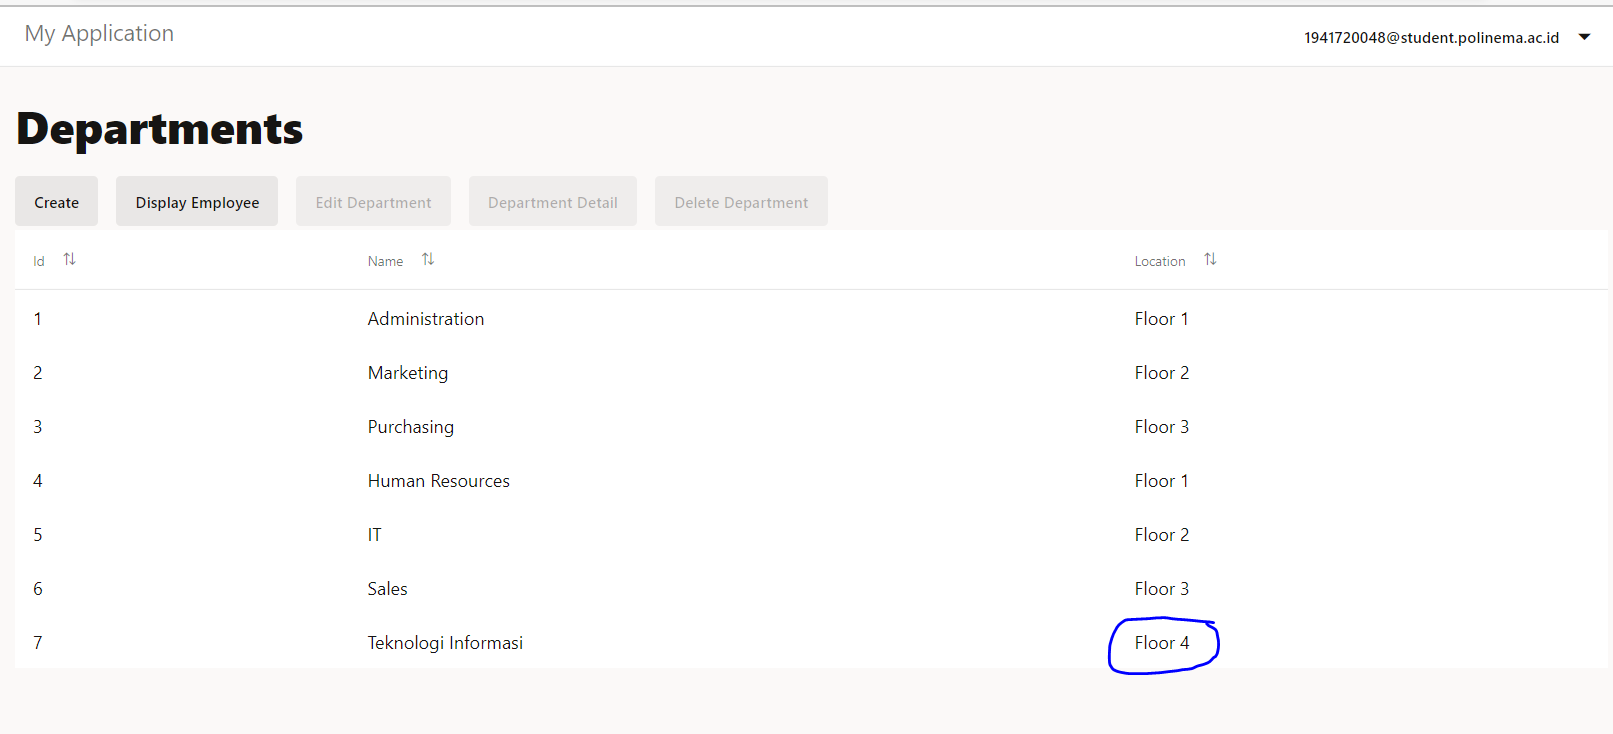 My Application
1941720048@student.polinema.ac.id
Departments
Create Display Employee Edit Department Department Detail Delete Department
Id Name Location
1 Administration Floor 1
2 Marketing Floor 2
3 Purchasing Floor 3
4 Human Resources Floor 1
5 IT Floor 2
6 Sales Floor 3
7 Teknologi Informasi Floor 4